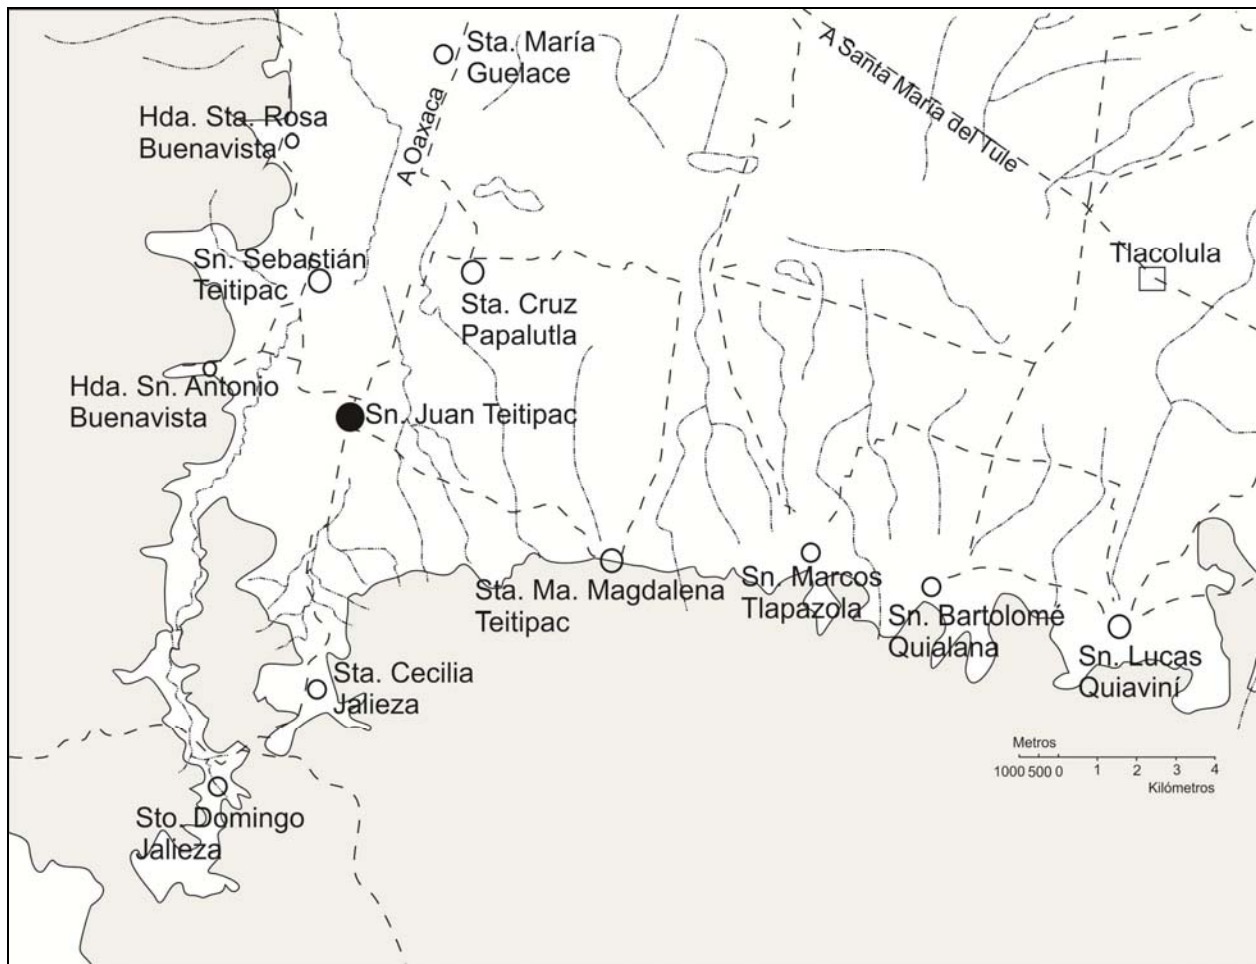 Sta. María
Guelace
A Santa María del Tule
Hda. Sta. Rosa
Buenavista
A Oaxaca
Sn. Sebastián
Teitipac
Tlacolula
Sta. Cruz
Papalutla
Hda. Sn. Antonio
Buenavista
Sn. Juan Teitipac
Sta. Ma. Magdalena
Teitipac
Sn. Marcos
Tlapazola
Sn. Bartolomé
Quialana
Sn. Lucas
Quiaviní
Sta. Cecilia
Jalieza
Sto. Domingo
Jalieza
Metros
1000 500 0 1 2 3 4
Kilómetros